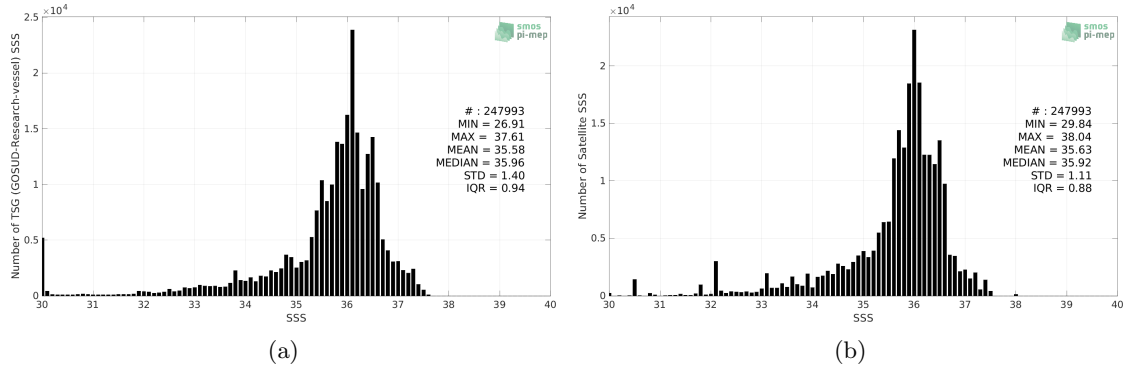 ×10⁴
2.5
2
1.5
1
0.5
0
30 31 32 33 34 35 36 37 38 39 40
SSS
Number of TSG (GOSUD-Research-vessel) SSS
smos
pi-mep
# : 247993
MIN = 26.91
MAX = 37.61
MEAN = 35.58
MEDIAN = 35.96
STD = 1.40
IQR = 0.94
(a)
×10⁴
2
1.5
1
0.5
0
30 31 32 33 34 35 36 37 38 39 40
SSS
Number of Satellite SSS
smos
pi-mep
# : 247993
MIN = 29.84
MAX = 38.04
MEAN = 35.63
MEDIAN = 35.92
STD = 1.11
IQR = 0.88
(b)